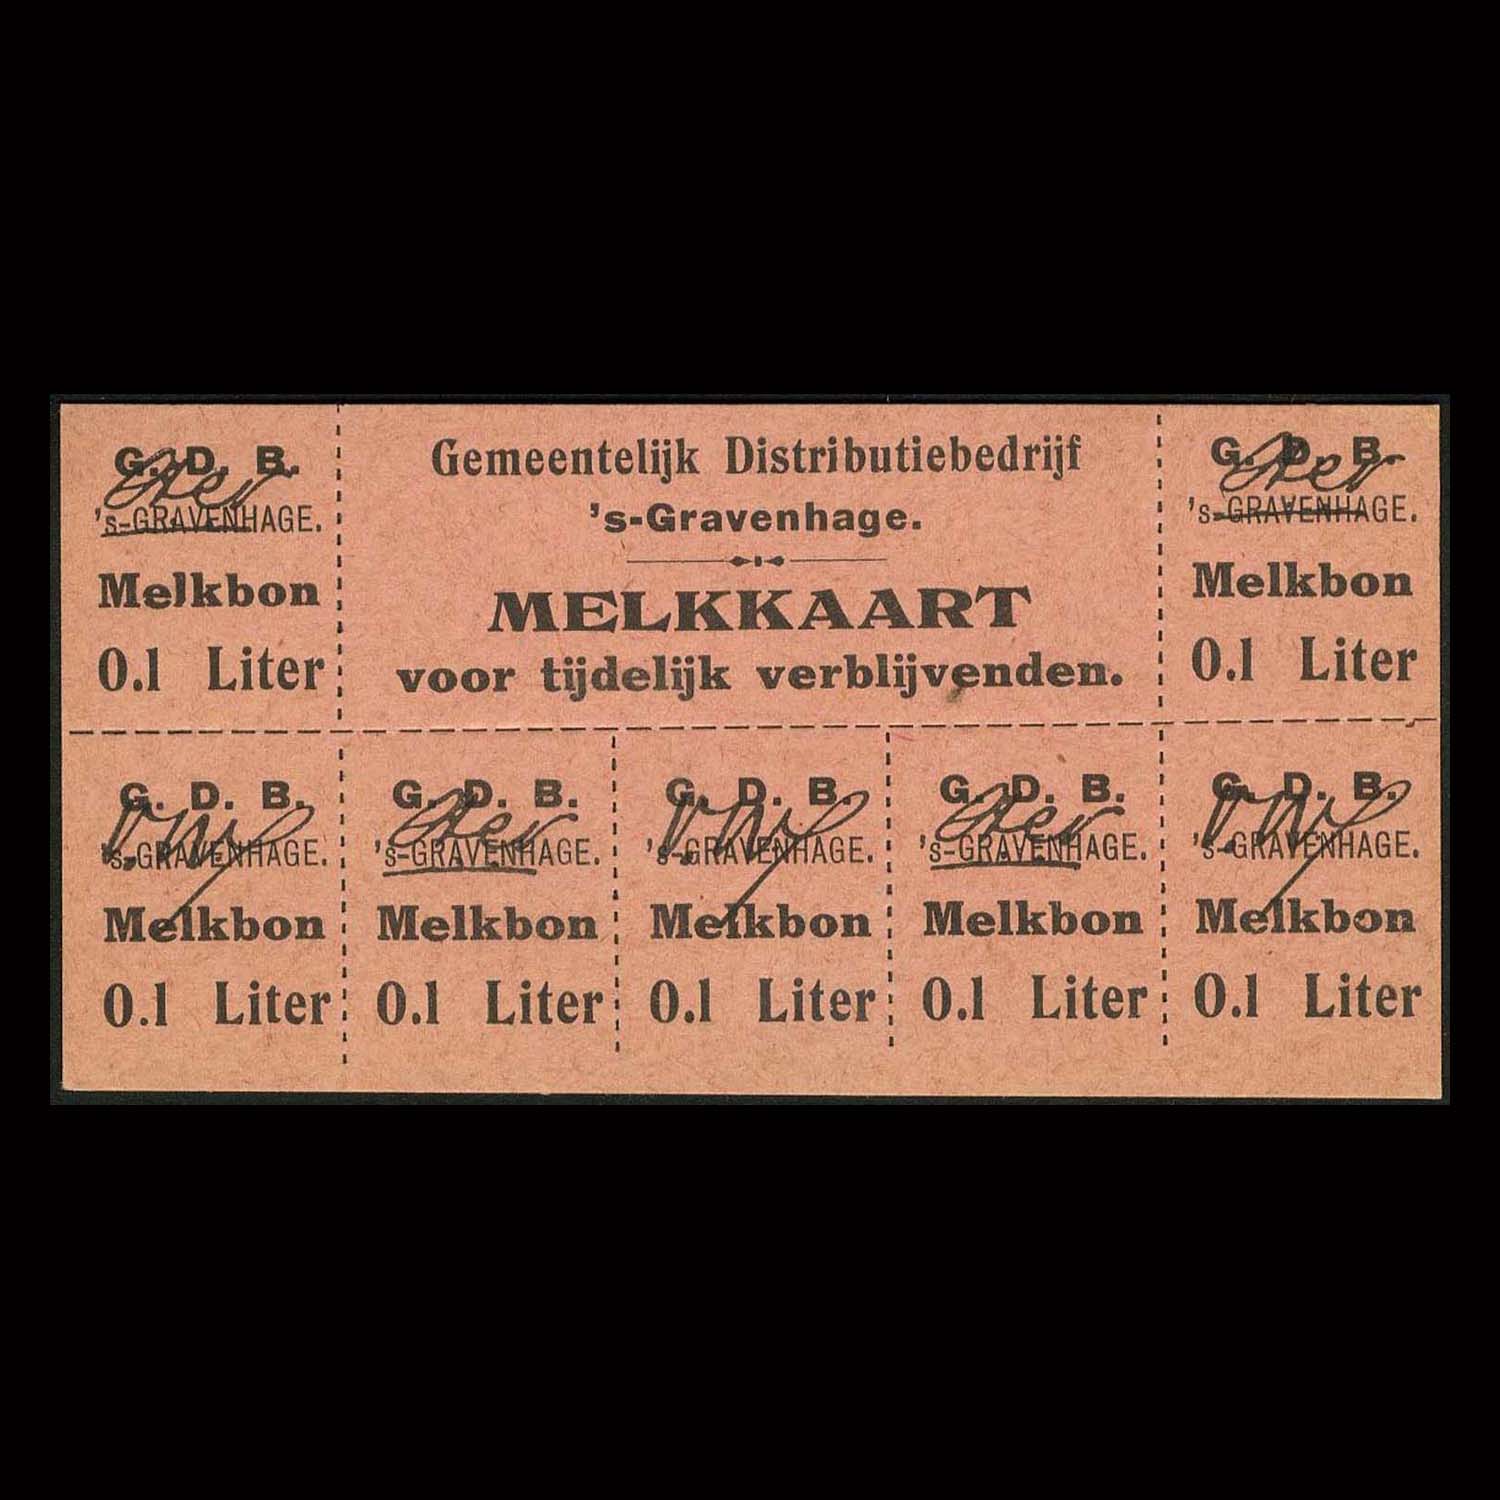 G. D. B.
's-GRAVENHAGE.
Melkbon
0.1 Liter
Gemeentelijk Distributiebedrijf
's-Gravenhage.
MELKKAART
voor tijdelijk verblijvenden.
G. D. B.
's-GRAVENHAGE.
Melkbon
0.1 Liter
G. D. B.
's-GRAVENHAGE.
Melkbon
0.1 Liter
G. D. B.
's-GRAVENHAGE.
Melkbon
0.1 Liter
G. D. B.
's-GRAVENHAGE.
Melkbon
0.1 Liter
G. D. B.
's-GRAVENHAGE.
Melkbon
0.1 Liter
G. D. B.
's-GRAVENHAGE.
Melkbon
0.1 Liter